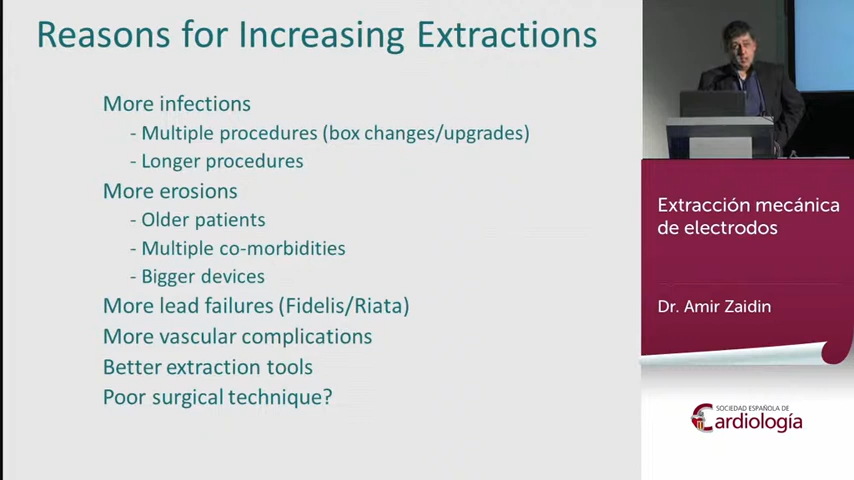 Reasons for Increasing Extractions
More infections
- Multiple procedures (box changes/upgrades)
- Longer procedures
More erosions
- Older patients
- Multiple co-morbidities
- Bigger devices
More lead failures (Fidelis/Riata)
More vascular complications
Better extraction tools
Poor surgical technique?
Extracción mecánica
de electrodos
Dr. Amir Zaidin
SOCIEDAD ESPAÑOLA DE
Cardiología